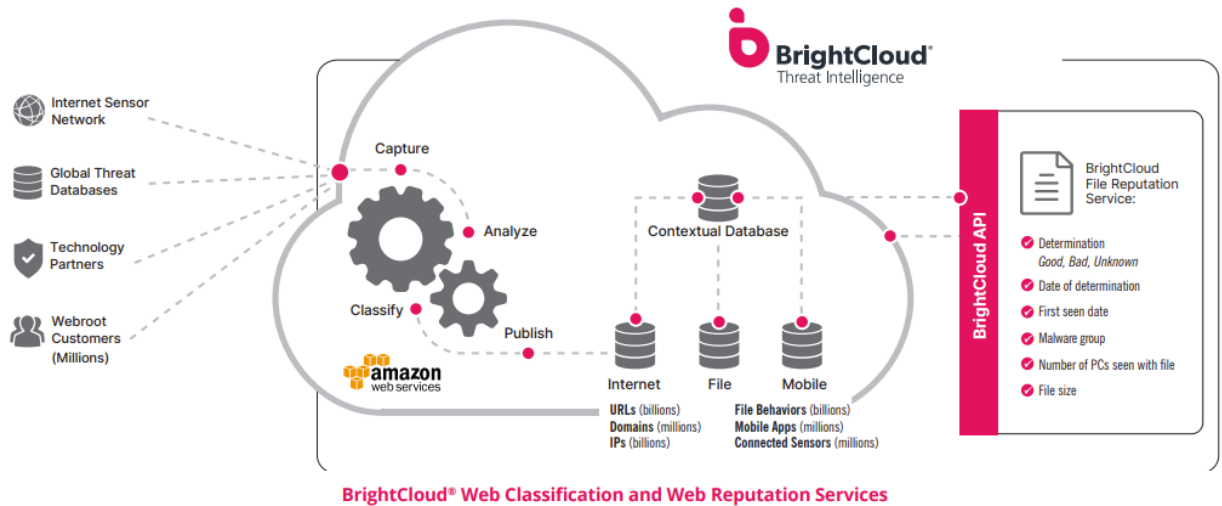 BrightCloud®
Threat Intelligence
Internet Sensor
Network
Global Threat
Databases
Technology
Partners
Webroot
Customers
(Millions)
Capture
Analyze
Classify
Publish
amazon
web services
Contextual Database
Internet
File
Mobile
URLs (billions)
Domains (millions)
IPs (billions)
File Behaviors (billions)
Mobile Apps (millions)
Connected Sensors (millions)
BrightCloud API
BrightCloud
File Reputation
Service:
Determination
Good, Bad, Unknown
Date of determination
First seen date
Malware group
Number of PCs seen with file
File size
BrightCloud® Web Classification and Web Reputation Services